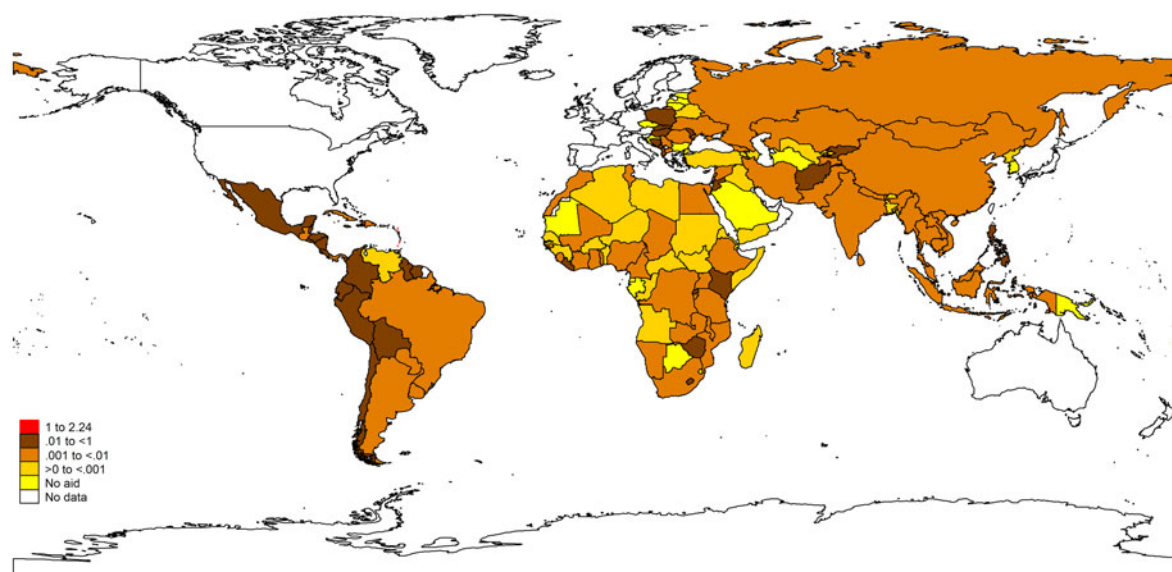 1 to 2.24
.01 to <1
.001 to <.01
>0 to <.001
No aid
No data